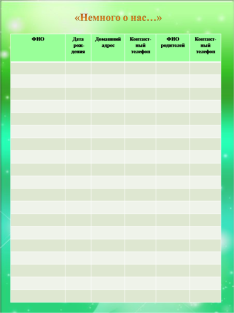 «Немного о нас…»
ФИО
Дата
рож-
дения
Домашний
адрес
Контакт-
ный
телефон
ФИО
родителей
Контакт-
ный
телефон